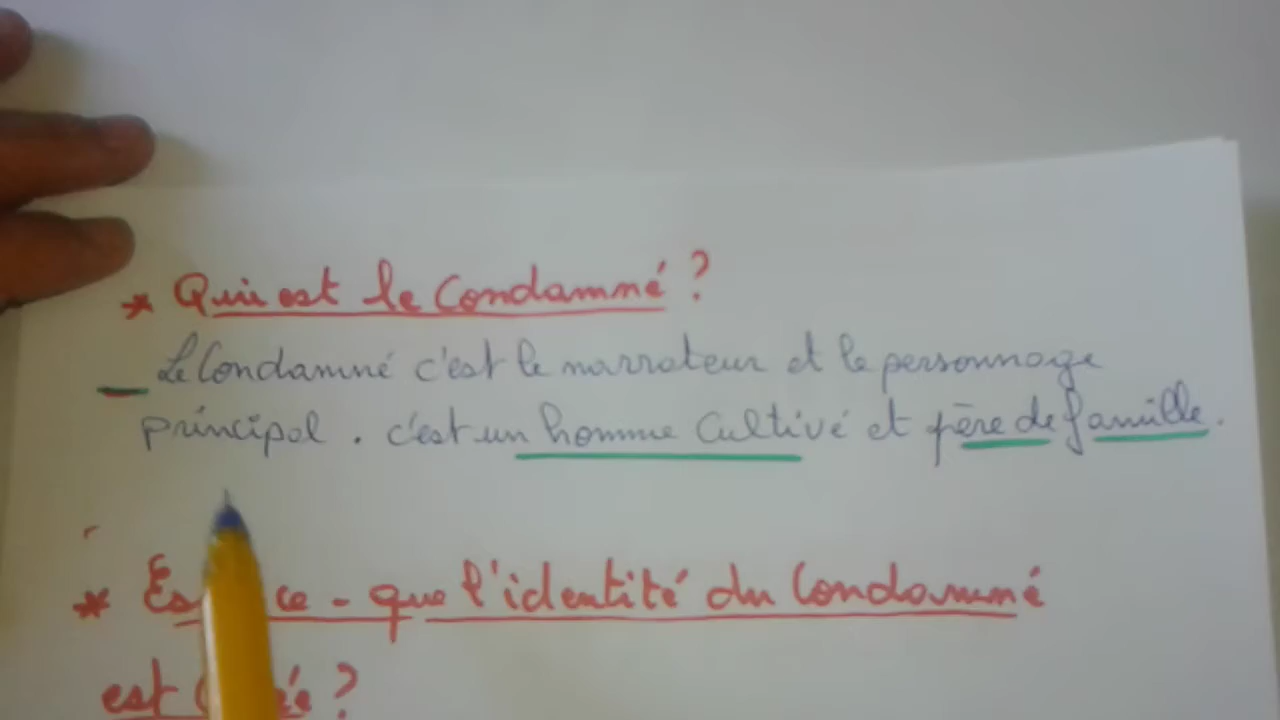 * Qui est le Condamné ?
_ Le Condamné c'est le narrateur et le personnage
principal. c'est un homme cultivé et père de famille.
* ce - que l'identité du Condamné
est ?